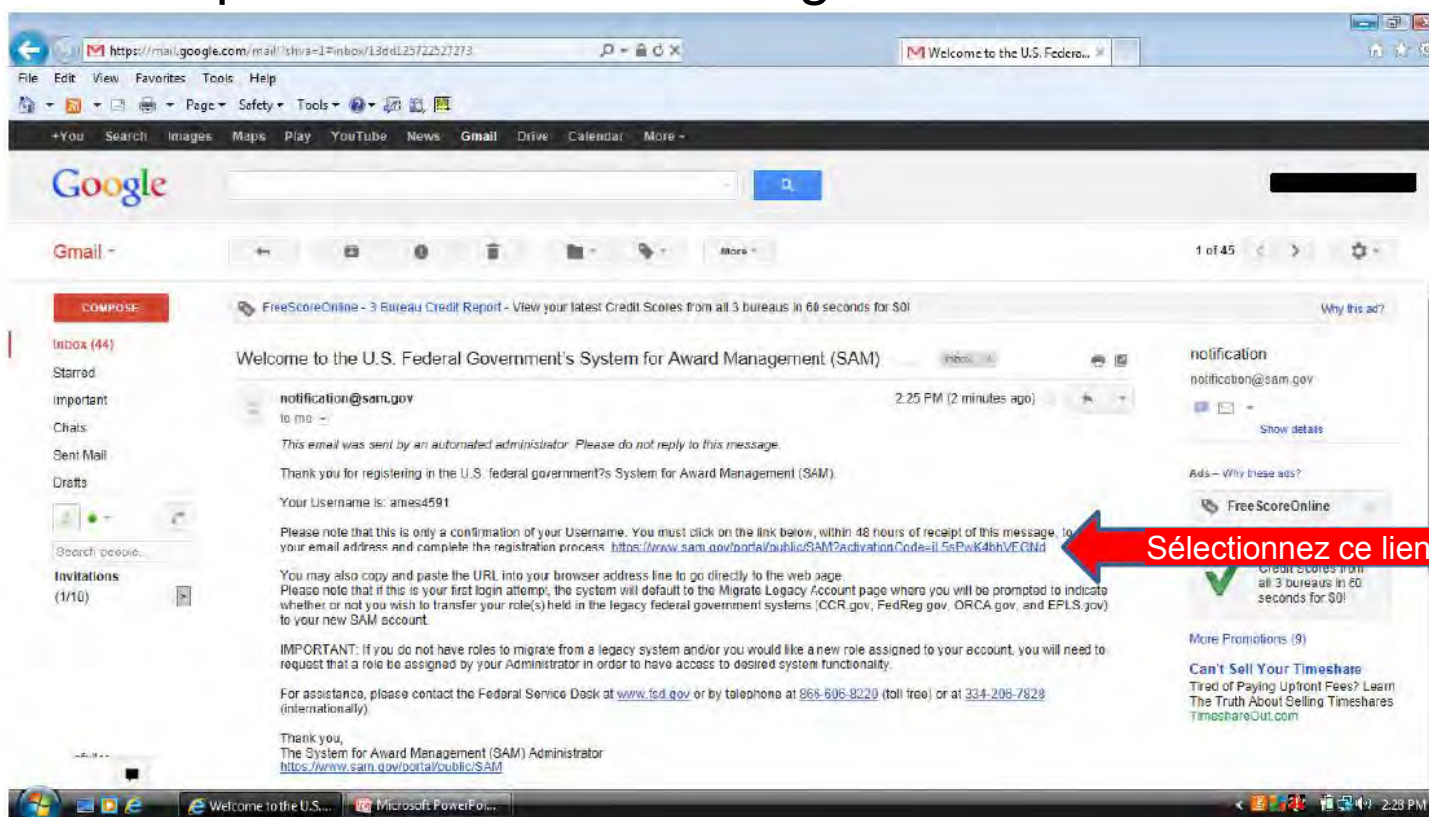 https://mail.google.com/mail/?shva=1#inbox/13dd125722527273
Welcome to the U.S. Federa...
File Edit View Favorites Tools Help
Page Safety Tools
+You Search Images Maps Play YouTube News Gmail Drive Calendar More
Google
Gmail
More
1 of 45
COMPOSE
FreeScoreOnline - 3 Bureau Credit Report - View your latest Credit Scores from all 3 bureaus in 60 seconds for $0!
Why this ad?
Inbox (44)
Starred
Important
Chats
Sent Mail
Drafts
Search people...
Invitations
(1/10)
Welcome to the U.S. Federal Government's System for Award Management (SAM)
Inbox x
notification@sam.gov
2:25 PM (2 minutes ago)
to me
This email was sent by an automated administrator. Please do not reply to this message.
Thank you for registering in the U.S. federal government?s System for Award Management (SAM).
Your Username is: ames4591
Please note that this is only a confirmation of your Username. You must click on the link below, within 48 hours of receipt of this message, to
your email address and complete the registration process.
Sélectionnez ce lien
You may also copy and paste the URL into your browser address line to go directly to the web page.
Please note that if this is your first login attempt, the system will default to the Migrate Legacy Account page where you will be prompted to indicate
whether or not you wish to transfer your role(s) held in the legacy federal government systems (CCR.gov, FedReg.gov, ORCA.gov, and EPLS.gov)
to your new SAM account.
IMPORTANT: If you do not have roles to migrate from a legacy system and/or you would like a new role assigned to your account, you will need to
request that a role be assigned by your Administrator in order to have access to desired system functionality.
For assistance, please contact the Federal Service Desk at www.fsd.gov or by telephone at 866-606-8220 (toll free) or at 334-206-7828
(internationally).
Thank you,
The System for Award Management (SAM) Administrator
https://www.sam.gov/portal/public/SAM
notification
notification@sam.gov
Show details
Ads – Why these ads?
FreeScoreOnline
Credit Scores from
all 3 bureaus in 60
seconds for $0!
More Promotions (9)
Can't Sell Your Timeshare
Tired of Paying Upfront Fees? Learn
The Truth About Selling Timeshares
TimeshareOut.com
Welcome to the U.S....
Microsoft PowerPoi...
2:28 PM